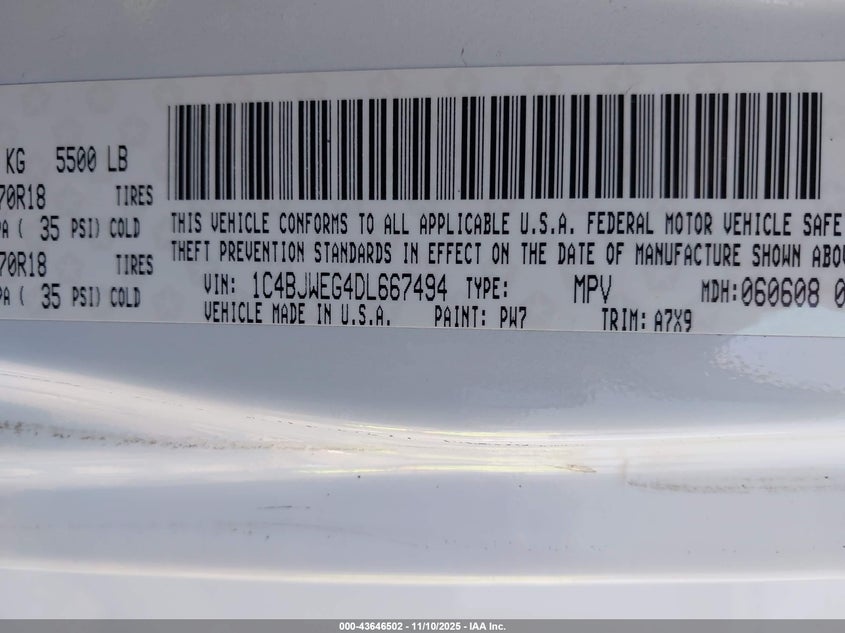 KG 5500 LB
70R18 TIRES
PA ( 35 PSI) COLD
70R18 TIRES
PA ( 35 PSI) COLD
THIS VEHICLE CONFORMS TO ALL APPLICABLE U.S.A. FEDERAL MOTOR VEHICLE SAFE
THEFT PREVENTION STANDARDS IN EFFECT ON THE DATE OF MANUFACTURE SHOWN ABOV
VIN: 1C4BJWEG4DL667494 TYPE: MPV MDH: 060608 0
VEHICLE MADE IN U.S.A. PAINT: PW7 TRIM: A7X9
000-43646502 - 11/10/2025 - IAA Inc.